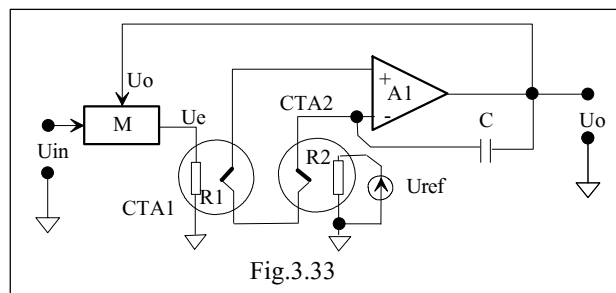 Uo
+
A1
-
CTA2
C
M
Ue
Uo
Uin
R2
R1
Uref
CTA1
Fig.3.33